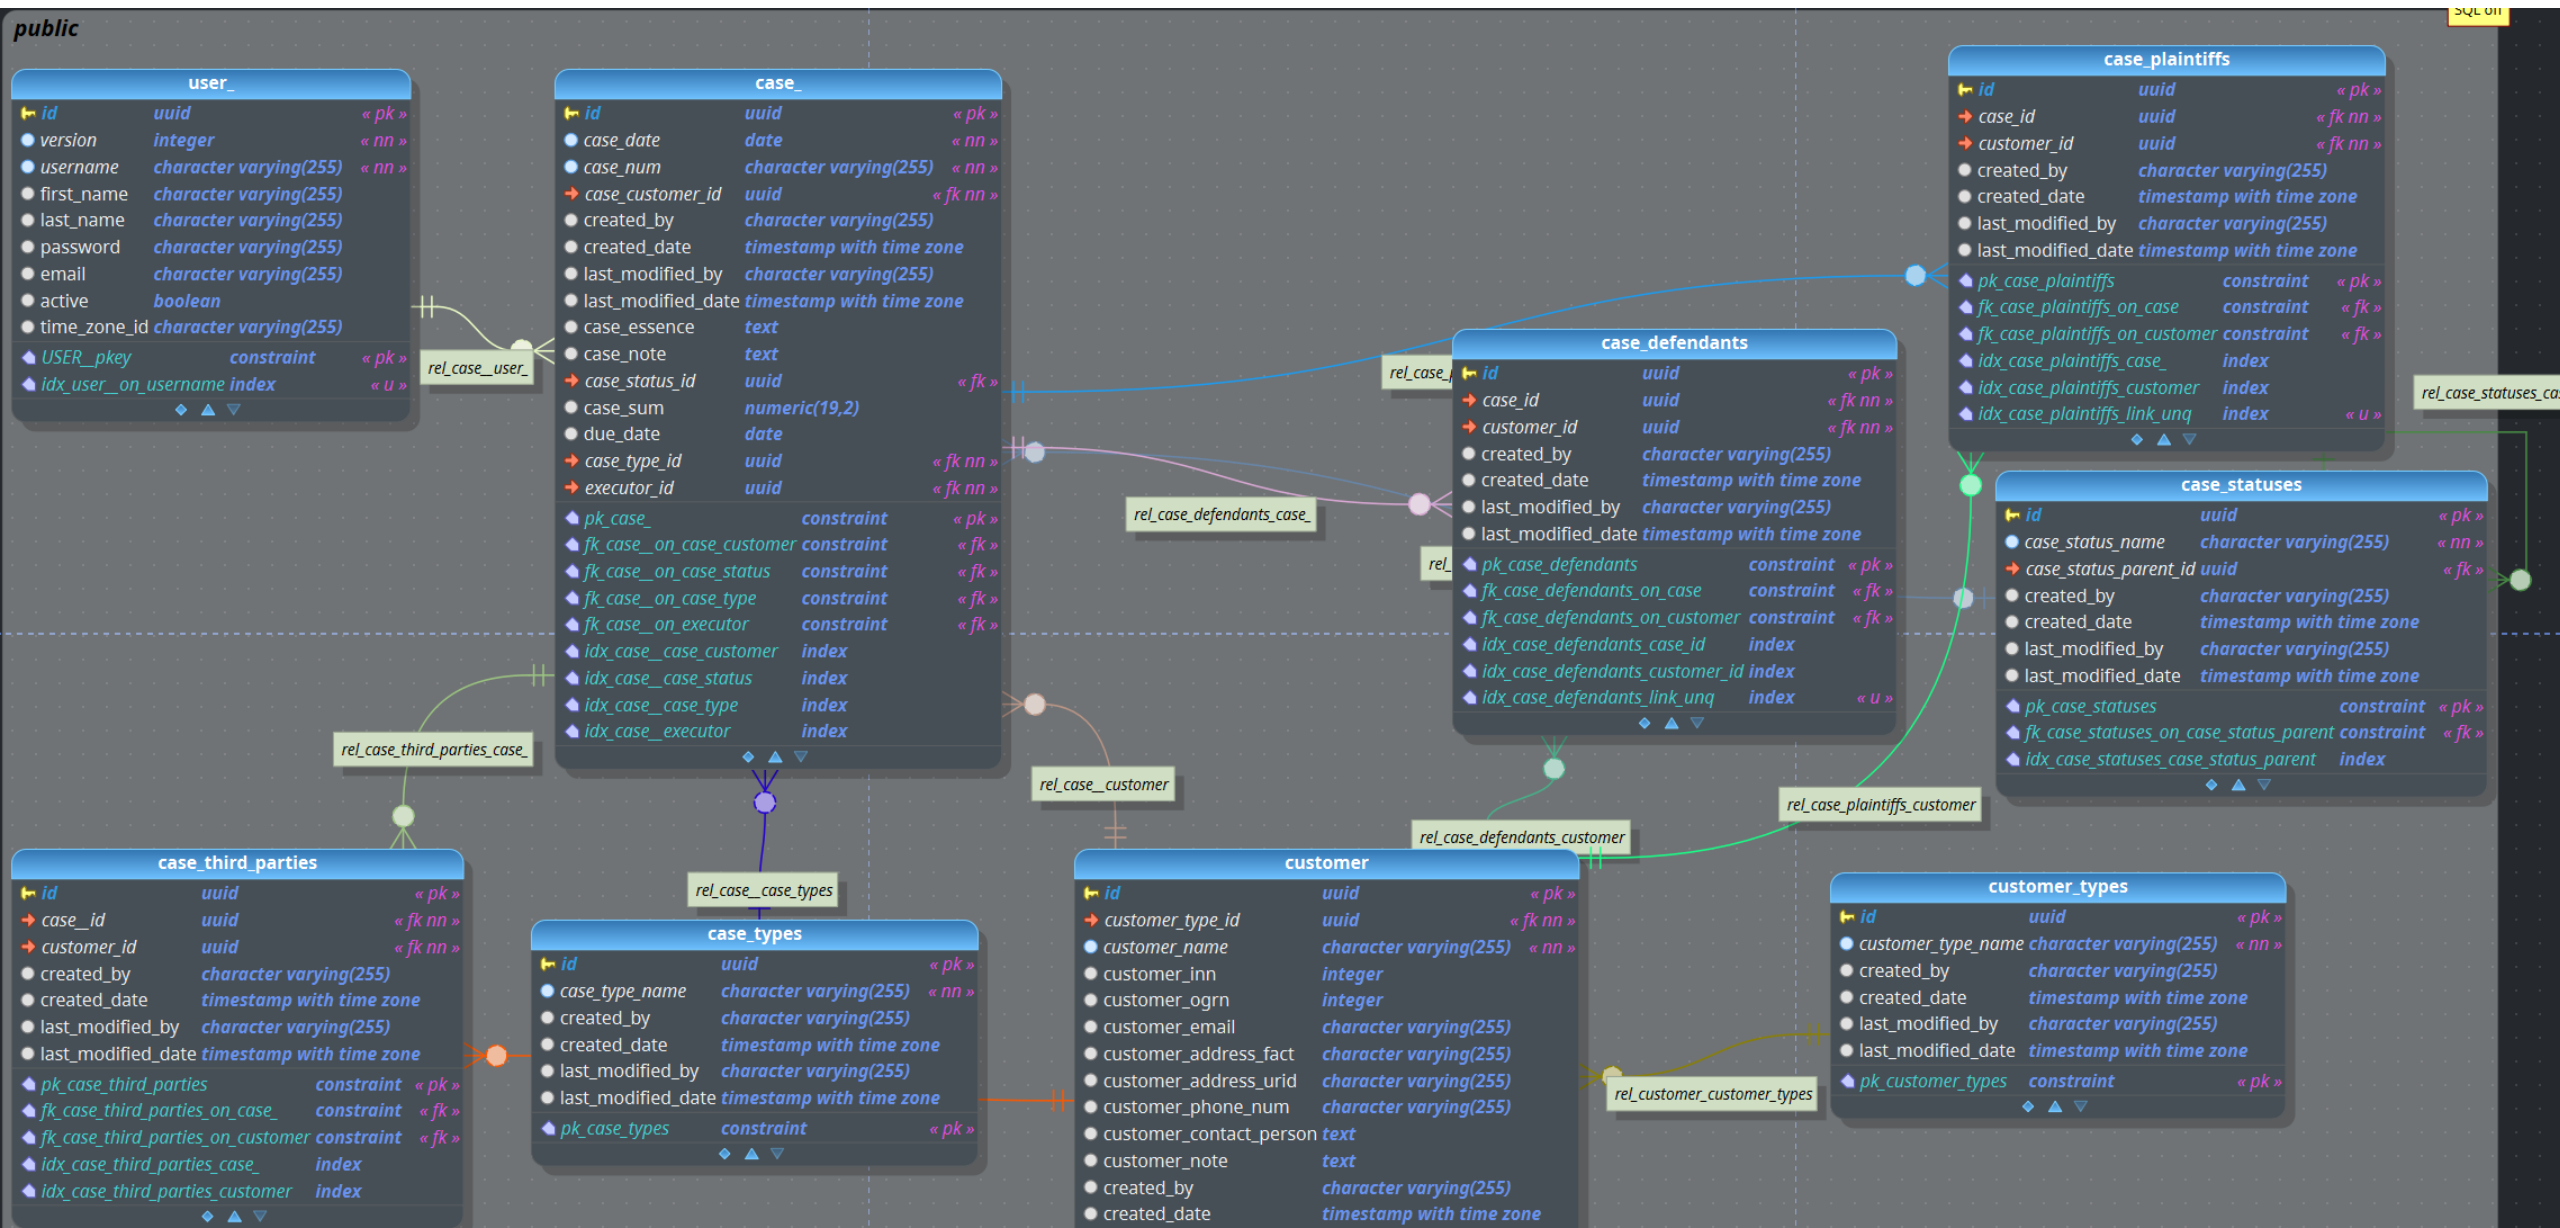 public
SQL off
user_
id uuid « pk »
version integer « nn »
username character varying(255) « nn »
first_name character varying(255)
last_name character varying(255)
password character varying(255)
email character varying(255)
active boolean
time_zone_id character varying(255)
USER__pkey constraint « pk »
idx_user__on_username index « u »
rel_case__user_
case_
id uuid « pk »
case_date date « nn »
case_num character varying(255) « nn »
case_customer_id uuid « fk nn »
created_by character varying(255)
created_date timestamp with time zone
last_modified_by character varying(255)
last_modified_date timestamp with time zone
case_essence text
case_note text
case_status_id uuid « fk »
case_sum numeric(19,2)
due_date date
case_type_id uuid « fk nn »
executor_id uuid « fk nn »
pk_case_ constraint « pk »
fk_case__on_case_customer constraint « fk »
fk_case__on_case_status constraint « fk »
fk_case__on_case_type constraint « fk »
fk_case__on_executor constraint « fk »
idx_case__case_customer index
idx_case__case_status index
idx_case__case_type index
idx_case__executor index
case_plaintiffs
id uuid « pk »
case_id uuid « fk nn »
customer_id uuid « fk nn »
created_by character varying(255)
created_date timestamp with time zone
last_modified_by character varying(255)
last_modified_date timestamp with time zone
pk_case_plaintiffs constraint « pk »
fk_case_plaintiffs_on_case constraint « fk »
fk_case_plaintiffs_on_customer constraint « fk »
idx_case_plaintiffs_case_ index
idx_case_plaintiffs_customer index
idx_case_plaintiffs_link_unq index « u »
rel_case_statuses_cas
rel_case_p
rel_case_defendants_case_
rel_
case_defendants
id uuid « pk »
case_id uuid « fk nn »
customer_id uuid « fk nn »
created_by character varying(255)
created_date timestamp with time zone
last_modified_by character varying(255)
last_modified_date timestamp with time zone
pk_case_defendants constraint « pk »
fk_case_defendants_on_case constraint « fk »
fk_case_defendants_on_customer constraint « fk »
idx_case_defendants_case_id index
idx_case_defendants_customer_id index
idx_case_defendants_link_unq index « u »
case_statuses
id uuid « pk »
case_status_name character varying(255) « nn »
case_status_parent_id uuid « fk »
created_by character varying(255)
created_date timestamp with time zone
last_modified_by character varying(255)
last_modified_date timestamp with time zone
pk_case_statuses constraint « pk »
fk_case_statuses_on_case_status_parent constraint « fk »
idx_case_statuses_case_status_parent index
rel_case_third_parties_case_
rel_case__customer
rel_case_plaintiffs_customer
rel_case_defendants_customer
rel_case__case_types
case_third_parties
id uuid « pk »
case__id uuid « fk nn »
customer_id uuid « fk nn »
created_by character varying(255)
created_date timestamp with time zone
last_modified_by character varying(255)
last_modified_date timestamp with time zone
pk_case_third_parties constraint « pk »
fk_case_third_parties_on_case_ constraint « fk »
fk_case_third_parties_on_customer constraint « fk »
idx_case_third_parties_case_ index
idx_case_third_parties_customer index
case_types
id uuid « pk »
case_type_name character varying(255) « nn »
created_by character varying(255)
created_date timestamp with time zone
last_modified_by character varying(255)
last_modified_date timestamp with time zone
pk_case_types constraint « pk »
customer
id uuid « pk »
customer_type_id uuid « fk nn »
customer_name character varying(255) « nn »
customer_inn integer
customer_ogrn integer
customer_email character varying(255)
customer_address_fact character varying(255)
customer_address_urid character varying(255)
customer_phone_num character varying(255)
customer_contact_person text
customer_note text
created_by character varying(255)
created_date timestamp with time zone
rel_customer_customer_types
customer_types
id uuid « pk »
customer_type_name character varying(255) « nn »
created_by character varying(255)
created_date timestamp with time zone
last_modified_by character varying(255)
last_modified_date timestamp with time zone
pk_customer_types constraint « pk »